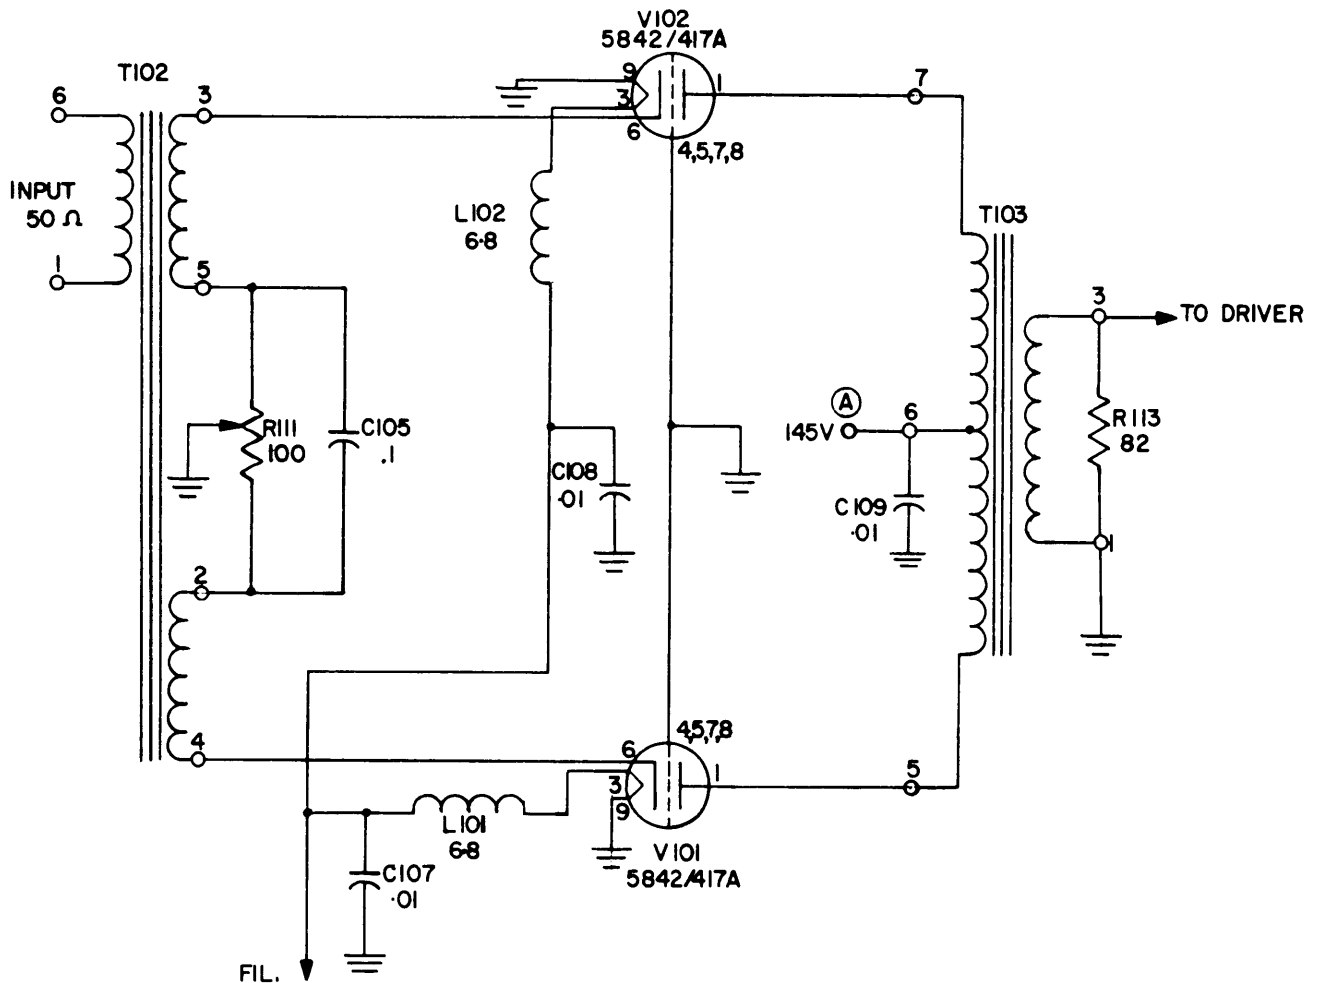 V102
5842/417A
T102
6
3
9
3
6
1
7
4,5,7,8
INPUT
50 Ω
L102
6.8
T103
1
5
3
TO DRIVER
A
145V
6
R111
100
C105
.1
C108
.01
R113
82
C109
.01
1
2
4
4,5,7,8
6
3
9
1
5
L101
6.8
V101
5842/417A
C107
.01
FIL.